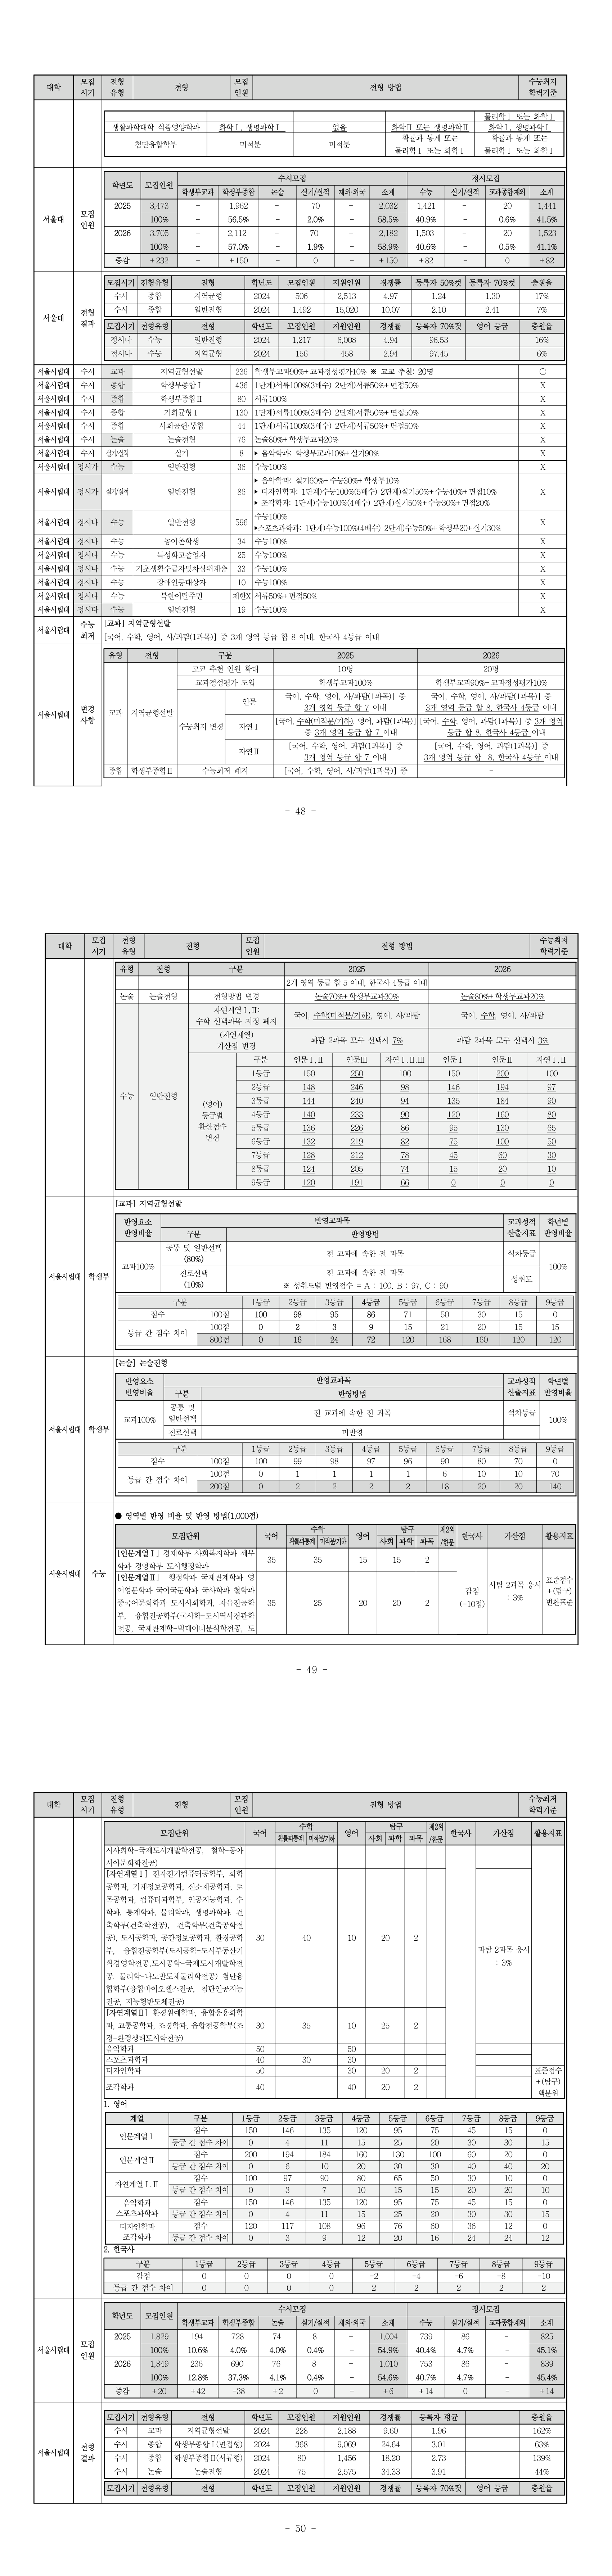 대학 모집시기 전형유형 전형 모집인원 전형 방법 수능최저학력기준
물리학Ⅰ 또는 화학Ⅰ
생활과학대학 식품영양학과 화학Ⅰ, 생명과학Ⅰ 없음 화학Ⅱ 또는 생명과학Ⅱ 화학Ⅰ, 생명과학Ⅰ
첨단융합학부 미적분 미적분 확률과 통계 또는 물리학Ⅰ 또는 화학Ⅰ 확률과 통계 또는 물리학Ⅰ 또는 화학Ⅰ
서울대 모집인원
학년도 모집인원 수시모집 정시모집
학생부교과 학생부종합 논술 실기/실적 재외·외국 소계 수능 실기/실적 교과종합재외 소계
2025 3,473 - 1,962 - 70 - 2,032 1,421 - 20 1,441
100% - 56.5% - 2.0% - 58.5% 40.9% - 0.6% 41.5%
2026 3,705 - 2,112 - 70 - 2,182 1,503 - 20 1,523
100% - 57.0% - 1.9% - 58.9% 40.6% - 0.5% 41.1%
증감 +232 - +150 - 0 - +150 +82 - 0 +82
서울대 전형결과
모집시기 전형유형 전형 학년도 모집인원 지원인원 경쟁률 등록자 50%컷 등록자 70%컷 충원율
수시 종합 지역균형 2024 506 2,513 4.97 1.24 1.30 17%
수시 종합 일반전형 2024 1,492 15,020 10.07 2.10 2.41 7%
모집시기 전형유형 전형 학년도 모집인원 지원인원 경쟁률 등록자 70%컷 영어 등급 충원율
정시나 수능 일반전형 2024 1,217 6,008 4.94 96.53 16%
정시나 수능 지역균형 2024 156 458 2.94 97.45 6%
서울시립대 수시 교과 지역균형선발 236 학생부교과90%+교과정성평가10% ※ 고교 추천: 20명 ○
서울시립대 수시 종합 학생부종합Ⅰ 436 1단계)서류100%(3배수) 2단계)서류50%+면접50% X
서울시립대 수시 종합 학생부종합Ⅱ 80 서류100% X
서울시립대 수시 종합 기회균형Ⅰ 130 1단계)서류100%(3배수) 2단계)서류50%+면접50% X
서울시립대 수시 종합 사회공헌·통합 44 1단계)서류100%(3배수) 2단계)서류50%+면접50% X
서울시립대 수시 논술 논술전형 76 논술80%+학생부교과20% X
서울시립대 수시 실기/실적 실기 8 ▸ 음악학과: 학생부교과10%+실기90% X
서울시립대 정시가 수능 일반전형 36 수능100% X
서울시립대 정시가 실기/실적 일반전형 86
▸ 음악학과: 실기60%+수능30%+학생부10%
▸ 디자인학과: 1단계)수능100%(5배수) 2단계)실기50%+수능40%+면접10% X
▸ 조각학과: 1단계)수능100%(4배수) 2단계)실기50%+수능30%+면접20%
서울시립대 정시나 수능 일반전형 596 수능100% X
▸스포츠과학과: 1단계)수능100%(4배수) 2단계)수능50%+학생부20+실기30%
서울시립대 정시나 수능 농어촌학생 34 수능100% X
서울시립대 정시나 수능 특성화고졸업자 25 수능100% X
서울시립대 정시나 수능 기초생활수급자및차상위계층 33 수능100% X
서울시립대 정시나 수능 장애인등대상자 10 수능100% X
서울시립대 정시나 수능 북한이탈주민 제한X 서류50%+면접50% X
서울시립대 정시다 수능 일반전형 19 수능100% X
서울시립대 수능최저
[교과] 지역균형선발
[국어, 수학, 영어, 사/과탐(1과목)] 중 3개 영역 등급 합 8 이내, 한국사 4등급 이내
서울시립대 변경사항
유형 전형 구분 2025 2026
교과 지역균형선발
고교 추천 인원 확대 10명 20명
교과정성평가 도입 학생부교과100% 학생부교과90%+교과정성평가10%
수능최저 변경
인문 국어, 수학, 영어, 사/과탐(1과목)] 중 3개 영역 등급 합 7 이내 국어, 수학, 영어, 사/과탐(1과목)] 중 3개 영역 등급 합 8, 한국사 4등급 이내
자연Ⅰ [국어, 수학(미적분/기하), 영어, 과탐(1과목)] 중 3개 영역 등급 합 7 이내 [국어, 수학, 영어, 과탐(1과목)] 중 3개 영역 등급 합 8, 한국사 4등급 이내
자연Ⅱ [국어, 수학, 영어, 과탐(1과목)] 중 3개 영역 등급 합 7 이내 [국어, 수학, 영어, 과탐(1과목)] 중 3개 영역 등급 합 8, 한국사 4등급 이내
종합 학생부종합Ⅱ 수능최저 폐지 [국어, 수학, 영어, 사/과탐(1과목)] 중 -
- 48 -
대학 모집시기 전형유형 전형 모집인원 전형 방법 수능최저학력기준
유형 전형 구분 2025 2026
2개 영역 등급 합 5 이내, 한국사 4등급 이내
논술 논술전형 전형방법 변경 논술70%+학생부교과30% 논술80%+학생부교과20%
수능 일반전형
자연계열Ⅰ,Ⅱ: 수학 선택과목 지정 폐지 국어, 수학(미적분/기하), 영어, 사/과탐 국어, 수학, 영어, 사/과탐
(자연계열) 가산점 변경 과탐 2과목 모두 선택시 7% 과탐 2과목 모두 선택시 3%
(영어) 등급별 환산점수 변경
구분 인문Ⅰ,Ⅱ 인문Ⅲ 자연Ⅰ,Ⅱ,Ⅲ 인문Ⅰ 인문Ⅱ 자연Ⅰ,Ⅱ
1등급 150 250 100 150 200 100
2등급 148 246 98 146 194 97
3등급 144 240 94 135 184 90
4등급 140 233 90 120 160 80
5등급 136 226 86 95 130 65
6등급 132 219 82 75 100 50
7등급 128 212 78 45 60 30
8등급 124 205 74 15 20 10
9등급 120 191 66 0 0 0
서울시립대 학생부
[교과] 지역균형선발
반영요소 반영비율 반영교과목 교과성적 산출지표 학년별 반영비율
구분 반영방법
교과100% 공통 및 일반선택 (80%) 전 교과에 속한 전 과목 석차등급 100%
진로선택 (10%) 전 교과에 속한 전 과목 성취도
※ 성취도별 반영점수 = A : 100, B : 97, C : 90
구분 1등급 2등급 3등급 4등급 5등급 6등급 7등급 8등급 9등급
점수 100점 100 98 95 86 71 50 30 15 0
등급 간 점수 차이 100점 0 2 3 9 15 21 20 15 15
800점 0 16 24 72 120 168 160 120 120
서울시립대 학생부
[논술] 논술전형
반영요소 반영비율 반영교과목 교과성적 산출지표 학년별 반영비율
구분 반영방법
교과100% 공통 및 일반선택 전 교과에 속한 전 과목 석차등급 100%
진로선택 미반영
구분 1등급 2등급 3등급 4등급 5등급 6등급 7등급 8등급 9등급
점수 100점 100 99 98 97 96 90 80 70 0
등급 간 점수 차이 100점 0 1 1 1 1 6 10 10 70
200점 0 2 2 2 2 18 20 20 140
서울시립대 수능
● 영역별 반영 비율 및 반영 방법(1,000점)
모집단위 국어 수학 영어 탐구 제2외/한문 한국사 가산점 활용지표
확률과통계 미적분/기하 사회 과학 과목
[인문계열Ⅰ] 경제학부 사회복지학과 세무학과 경영학부 도시행정학과 35 35 15 15 2
[인문계열Ⅱ] 행정학과 국제관계학과 영어영문학과 국어국문학과 국사학과 철학과 중국어문화학과 도시사회학과, 자유전공학부, 융합전공학부(국사학-도시역사경관학전공, 국제관계학-빅데이터분석학전공, 도 35 25 20 20 2
감점 (-10점) 사탐 2과목 응시 : 3% 표준점수 +(탐구) 변환표준
- 49 -
대학 모집시기 전형유형 전형 모집인원 전형 방법 수능최저학력기준
모집단위 국어 수학 영어 탐구 제2외/한문 한국사 가산점 활용지표
확률과통계 미적분/기하 사회 과학 과목
시사회학-국제도시개발학전공, 철학-동아시아문화학전공)
[자연계열Ⅰ] 전자전기컴퓨터공학부, 화학공학과, 기계정보공학과, 신소재공학과, 토목공학과, 컴퓨터과학부, 인공지능학과, 수학과, 통계학과, 물리학과, 생명과학과, 건축학부(건축학전공), 건축학부(건축공학전공), 도시공학과, 공간정보공학과, 환경공학부, 융합전공학부(도시공학-도시부동산기획경영학전공,도시공학-국제도시개발학전공, 물리학-나노반도체물리학전공) 첨단융합학부(융합바이오헬스전공, 첨단인공지능전공, 지능형반도체전공) 30 40 10 20 2
과탐 2과목 응시 : 3%
[자연계열Ⅱ] 환경원예학과, 융합응용화학과, 교통공학과, 조경학과, 융합전공학부(조경-환경생태도시학전공) 30 35 10 25 2
음악학과 50 50
스포츠과학과 40 30 30
디자인학과 50 30 20 2
조각학과 40 40 20 2
표준점수 +(탐구) 백분위
1. 영어
계열 구분 1등급 2등급 3등급 4등급 5등급 6등급 7등급 8등급 9등급
인문계열Ⅰ 점수 150 146 135 120 95 75 45 15 0
등급 간 점수 차이 0 4 11 15 25 20 30 30 15
인문계열Ⅱ 점수 200 194 184 160 130 100 60 20 0
등급 간 점수 차이 0 6 10 20 30 30 40 40 20
자연계열Ⅰ,Ⅱ 점수 100 97 90 80 65 50 30 10 0
등급 간 점수 차이 0 3 7 10 15 15 20 20 10
음악학과 스포츠과학과 점수 150 146 135 120 95 75 45 15 0
등급 간 점수 차이 0 4 11 15 25 20 30 30 15
디자인학과 조각학과 점수 120 117 108 96 76 60 36 12 0
등급 간 점수 차이 0 3 9 12 20 16 24 24 12
2. 한국사
구분 1등급 2등급 3등급 4등급 5등급 6등급 7등급 8등급 9등급
감점 0 0 0 0 -2 -4 -6 -8 -10
등급 간 점수 차이 0 0 0 0 2 2 2 2 2
서울시립대 모집인원
학년도 모집인원 수시모집 정시모집
학생부교과 학생부종합 논술 실기/실적 재외·외국 소계 수능 실기/실적 교과종합재외 소계
2025 1,829 194 728 74 8 - 1,004 739 86 - 825
100% 10.6% 4.0% 4.0% 0.4% - 54.9% 40.4% 4.7% - 45.1%
2026 1,849 236 690 76 8 - 1,010 753 86 - 839
100% 12.8% 37.3% 4.1% 0.4% - 54.6% 40.7% 4.7% - 45.4%
증감 +20 +42 -38 +2 0 - +6 +14 0 - +14
서울시립대 전형결과
모집시기 전형유형 전형 학년도 모집인원 지원인원 경쟁률 등록자 평균 충원율
수시 교과 지역균형선발 2024 228 2,188 9.60 1.96 162%
수시 종합 학생부종합Ⅰ(면접형) 2024 368 9,069 24.64 3.01 63%
수시 종합 학생부종합Ⅱ(서류형) 2024 80 1,456 18.20 2.73 139%
수시 논술 논술전형 2024 75 2,575 34.33 3.91 44%
모집시기 전형유형 전형 학년도 모집인원 지원인원 경쟁률 등록자 70%컷 영어 등급 충원율
- 50 -